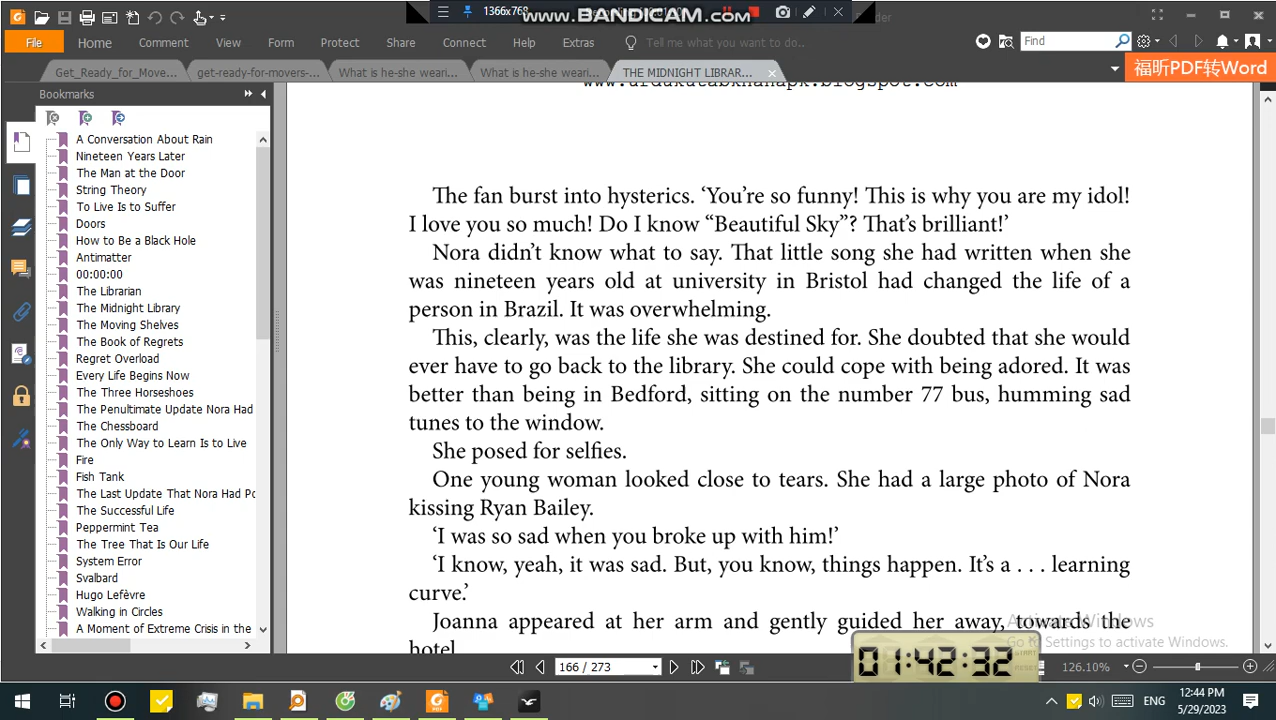 1366x768
www.BANDICAM.com
File
Home
Comment
View
Form
Protect
Share
Connect
Help
Extras
Tell me what you want to do..
Find
Get_Ready_for_Move...
get-ready-for-movers-...
What is he-she weari...
What is he-she weari...
THE MIDNIGHT LIBRAR...
福昕PDF转Word
Bookmarks
A Conversation About Rain
Nineteen Years Later
The Man at the Door
String Theory
To Live Is to Suffer
Doors
How to Be a Black Hole
Antimatter
00:00:00
The Librarian
The Midnight Library
The Moving Shelves
The Book of Regrets
Regret Overload
Every Life Begins Now
The Three Horseshoes
The Penultimate Update Nora Had
The Chessboard
The Only Way to Learn Is to Live
Fire
Fish Tank
The Last Update That Nora Had Po
The Successful Life
Peppermint Tea
The Tree That Is Our Life
System Error
Svalbard
Hugo Lefèvre
Walking in Circles
A Moment of Extreme Crisis in the
www.urdukutabkhanapk.blogspot.com
The fan burst into hysterics. ‘You’re so funny! This is why you are my idol!
I love you so much! Do I know “Beautiful Sky”? That’s brilliant!’
Nora didn’t know what to say. That little song she had written when she
was nineteen years old at university in Bristol had changed the life of a
person in Brazil. It was overwhelming.
This, clearly, was the life she was destined for. She doubted that she would
ever have to go back to the library. She could cope with being adored. It was
better than being in Bedford, sitting on the number 77 bus, humming sad
tunes to the window.
She posed for selfies.
One young woman looked close to tears. She had a large photo of Nora
kissing Ryan Bailey.
‘I was so sad when you broke up with him!’
‘I know, yeah, it was sad. But, you know, things happen. It’s a . . . learning
curve.’
Joanna appeared at her arm and gently guided her away, towards the
hotel
Activate Windows
Go to Settings to activate Windows.
166 / 273
01:42:32
126.10%
ENG
12:44 PM
5/29/2023